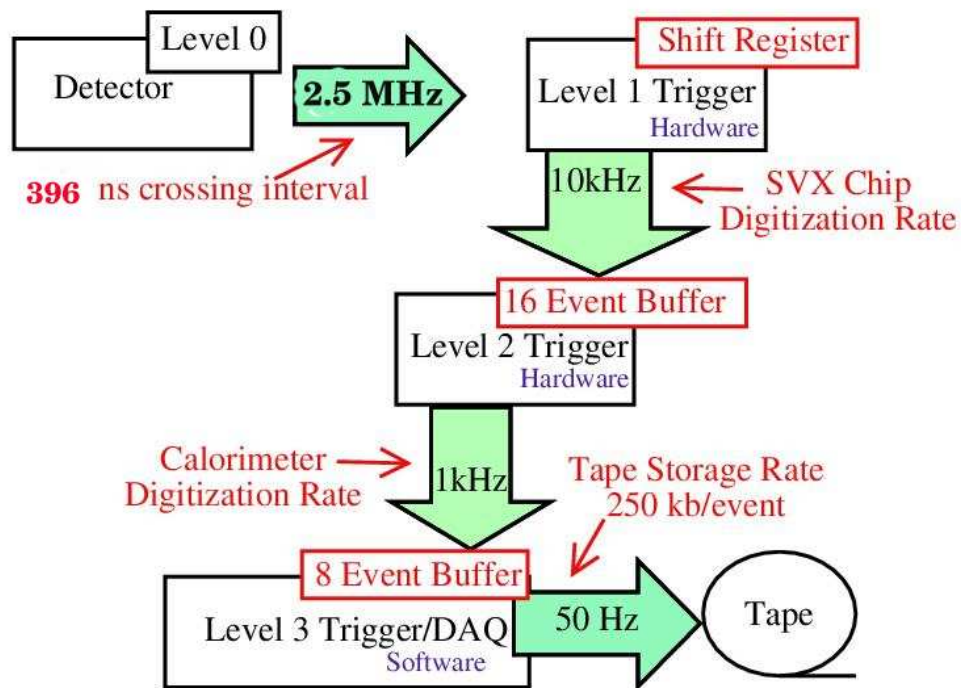 Level 0
Detector
2.5 MHz
396 ns crossing interval
Shift Register
Level 1 Trigger
Hardware
10kHz
SVX Chip
Digitization Rate
16 Event Buffer
Level 2 Trigger
Hardware
Calorimeter
Digitization Rate
1kHz
Tape Storage Rate
250 kb/event
8 Event Buffer
Level 3 Trigger/DAQ
Software
50 Hz
Tape